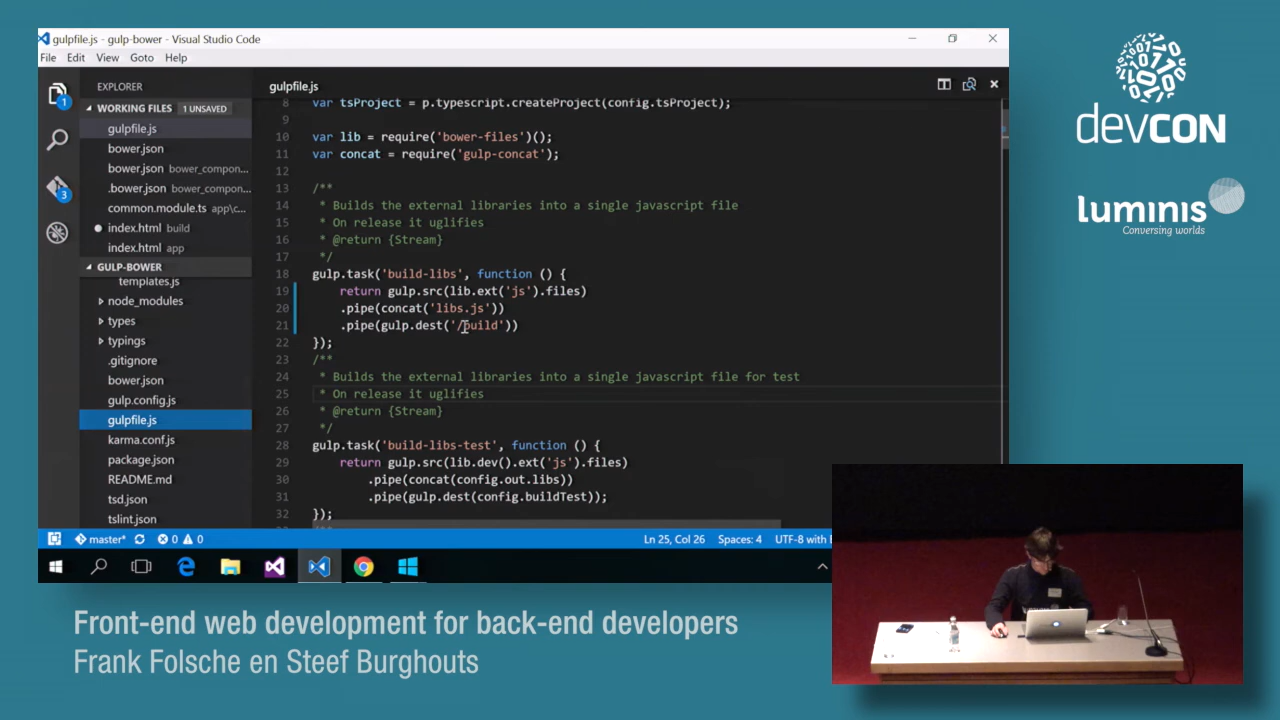 gulpfile.js - gulp-bower - Visual Studio Code
File Edit View Goto Help
EXPLORER
WORKING FILES 1 UNSAVED
gulpfile.js
bower.json
bower.json bower_compon...
.bower.json bower_compon...
common.module.ts app\c...
index.html build
index.html app
GULP-BOWER
templates.js
node_modules
types
typings
.gitignore
bower.json
gulp.config.js
gulpfile.js
karma.conf.js
package.json
README.md
tsd.json
tslint.json
1
3
gulpfile.js
8 var tsProject = p.typescript.createProject(config.tsProject);
9
10 var lib = require('bower-files')();
11 var concat = require('gulp-concat');
12
13 /**
14 * Builds the external libraries into a single javascript file
15 * On release it uglifies
16 * @return {Stream}
17 */
18 gulp.task('build-libs', function () {
19 return gulp.src(lib.ext('js').files)
20 .pipe(concat('libs.js'))
21 .pipe(gulp.dest('/build'))
22 });
23 /**
24 * Builds the external libraries into a single javascript file for test
25 * On release it uglifies
26 * @return {Stream}
27 */
28 gulp.task('build-libs-test', function () {
29 return gulp.src(lib.dev().ext('js').files)
30 .pipe(concat(config.out.libs))
31 .pipe(gulp.dest(config.buildTest));
32 });
master* 0 0 Ln 25, Col 26 Spaces: 4 UTF-8 with
devCON
luminis
Conversing worlds
Front-end web development for back-end developers
Frank Folsche en Steef Burghouts